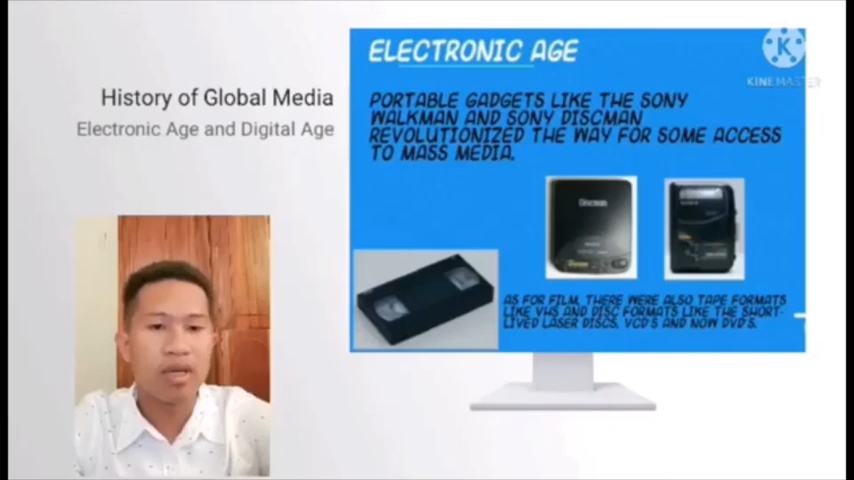 History of Global Media
Electronic Age and Digital Age
ELECTRONIC AGE
KINEMASTER
PORTABLE GADGETS LIKE THE SONY
WALKMAN AND SONY DISCMAN
REVOLUTIONIZED THE WAY FOR SOME ACCESS
TO MASS MEDIA.
Discman
AS FOR FILM, THERE WERE ALSO TAPE FORMATS
LIKE VHS AND DISC FORMATS LIKE THE SHORT-
LIVED LASER DISCS, VCD'S AND NOW DVD'S.